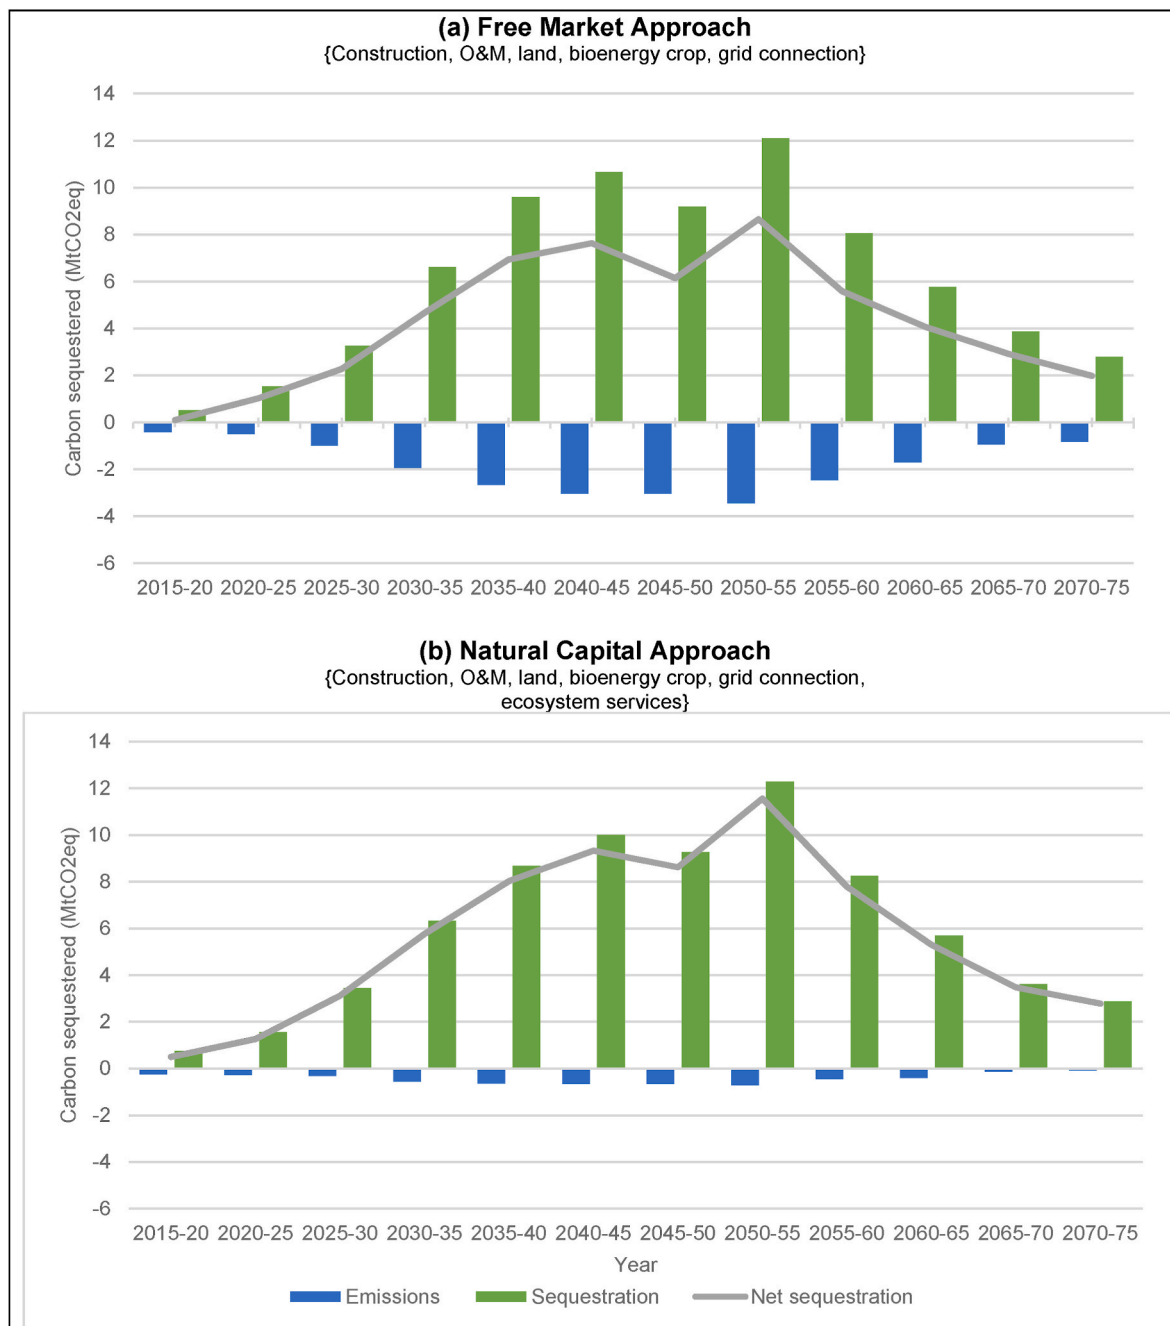 (a) Free Market Approach
{Construction, O&M, land, bioenergy crop, grid connection}
Carbon sequestered (MtCO2eq)
14
12
10
8
6
4
2
0
-2
-4
-6
2015-20 2020-25 2025-30 2030-35 2035-40 2040-45 2045-50 2050-55 2055-60 2060-65 2065-70 2070-75
(b) Natural Capital Approach
{Construction, O&M, land, bioenergy crop, grid connection,
ecosystem services}
Carbon sequestered (MtCO2eq)
14
12
10
8
6
4
2
0
-2
-4
-6
2015-20 2020-25 2025-30 2030-35 2035-40 2040-45 2045-50 2050-55 2055-60 2060-65 2065-70 2070-75
Year
Emissions Sequestration Net sequestration